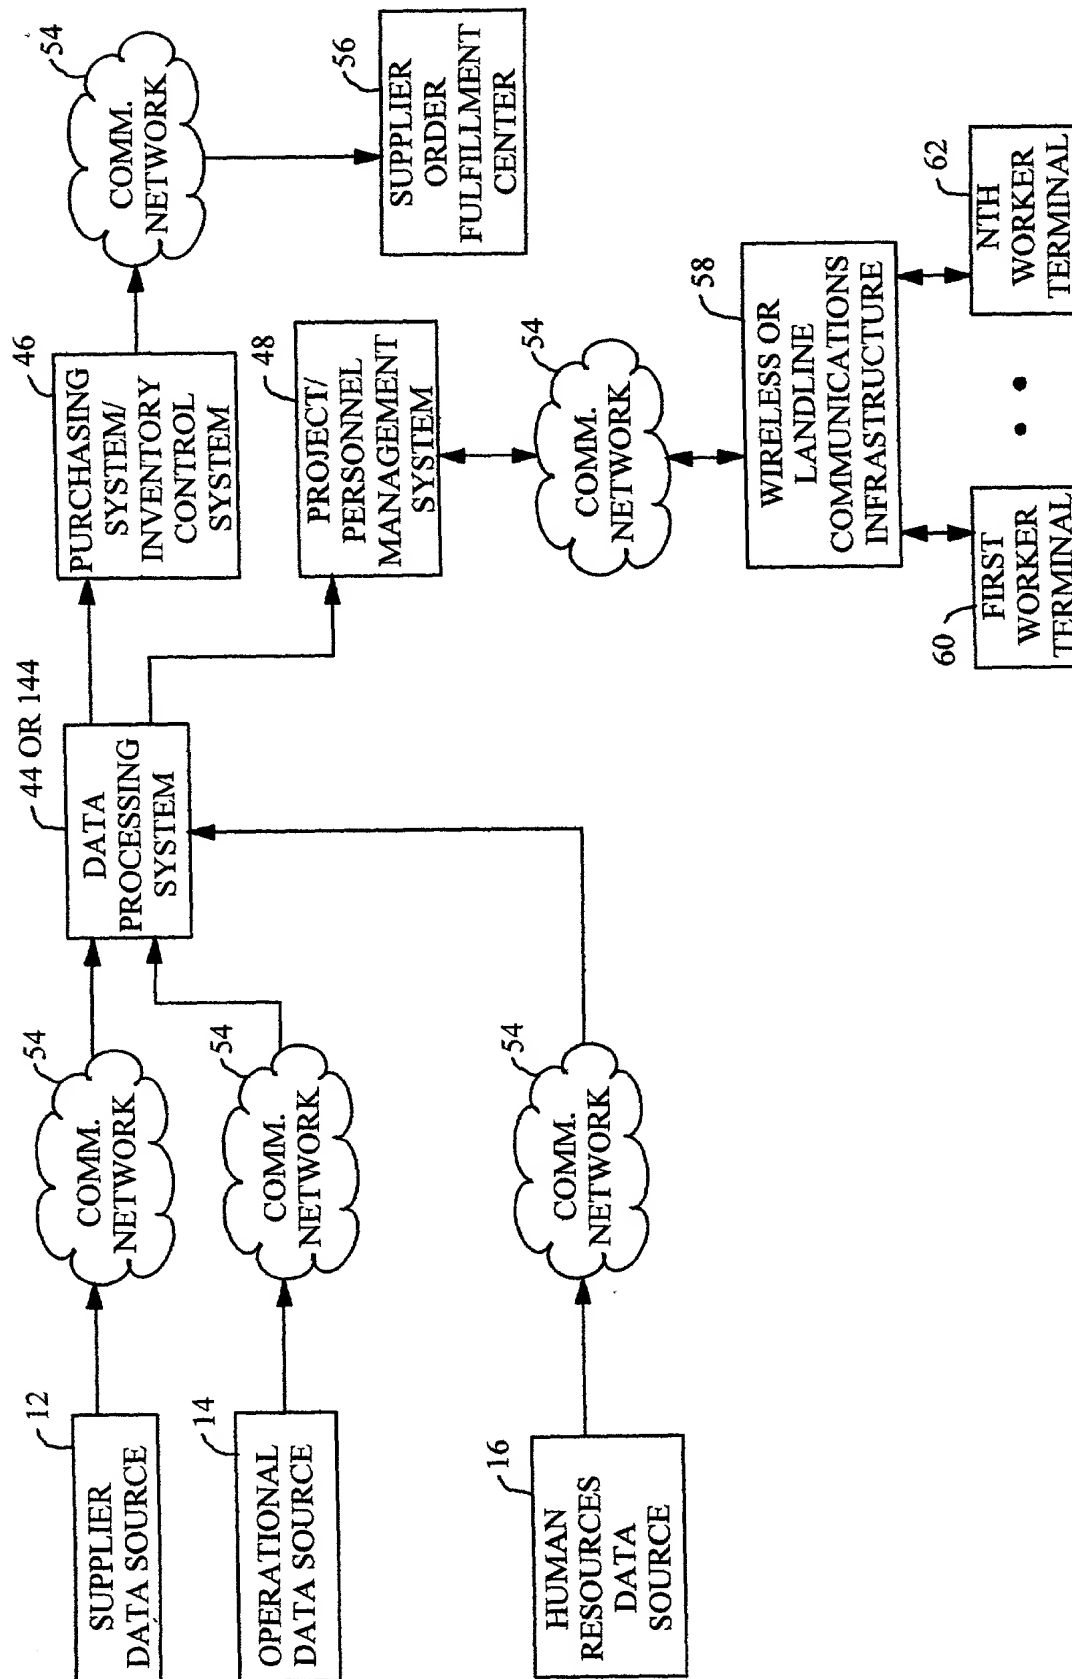 12
SUPPLIER
DATA SOURCE
54
COMM.
NETWORK
14
OPERATIONAL
DATA SOURCE
54
COMM.
NETWORK
16
HUMAN
RESOURCES
DATA
SOURCE
54
COMM.
NETWORK
44 OR 144
DATA
PROCESSING
SYSTEM
46
PURCHASING
SYSTEM/
INVENTORY
CONTROL
SYSTEM
54
COMM.
NETWORK
56
SUPPLIER
ORDER
FULFILLMENT
CENTER
48
PROJECT/
PERSONNEL
MANAGEMENT
SYSTEM
54
COMM.
NETWORK
58
WIRELESS OR
LANDLINE
COMMUNICATIONS
INFRASTRUCTURE
60
FIRST
WORKER
TERMINAL
62
NTH
WORKER
TERMINAL